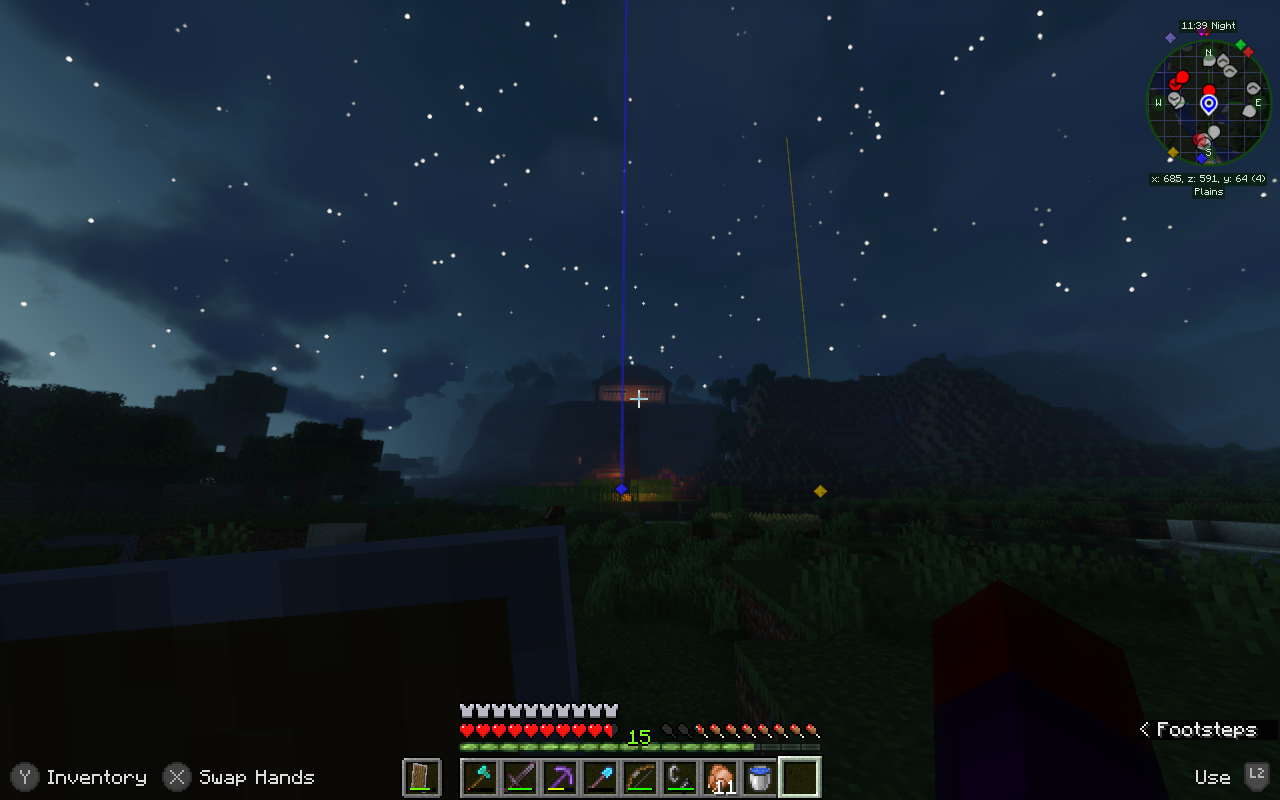 11:39 Night
N
W
E
S
x: 685, z: 591, y: 64 (4)
Plains
15
< Footsteps
Y Inventory X Swap Hands
11
Use L2